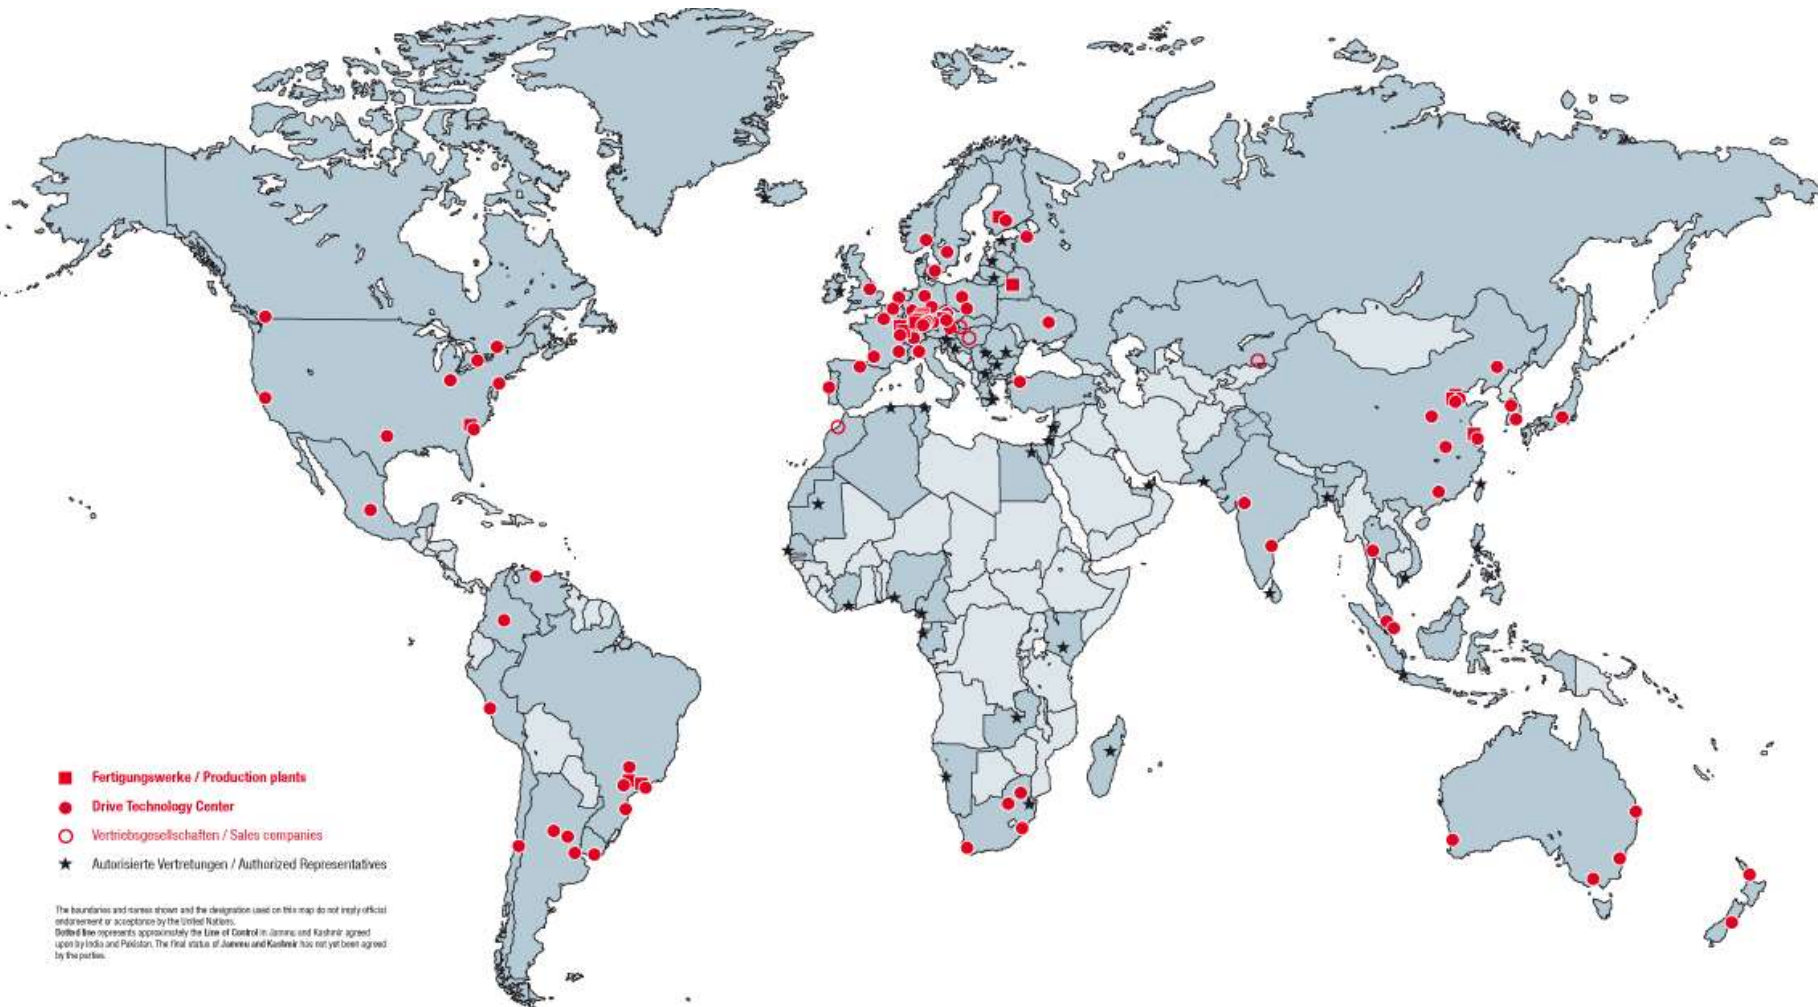 Fertigungswerke / Production plants
Drive Technology Center
Vertriebsgesellschaften / Sales companies
Autorisierte Vertretungen / Authorized Representatives
The boundaries and names shown and the designation used on this map do not imply official
endorsement or acceptance by the United Nations.
Dotted line represents approximately the Line of Control in Jammu and Kashmir agreed
upon by India and Pakistan. The final status of Jammu and Kashmir has not yet been agreed
by the parties.